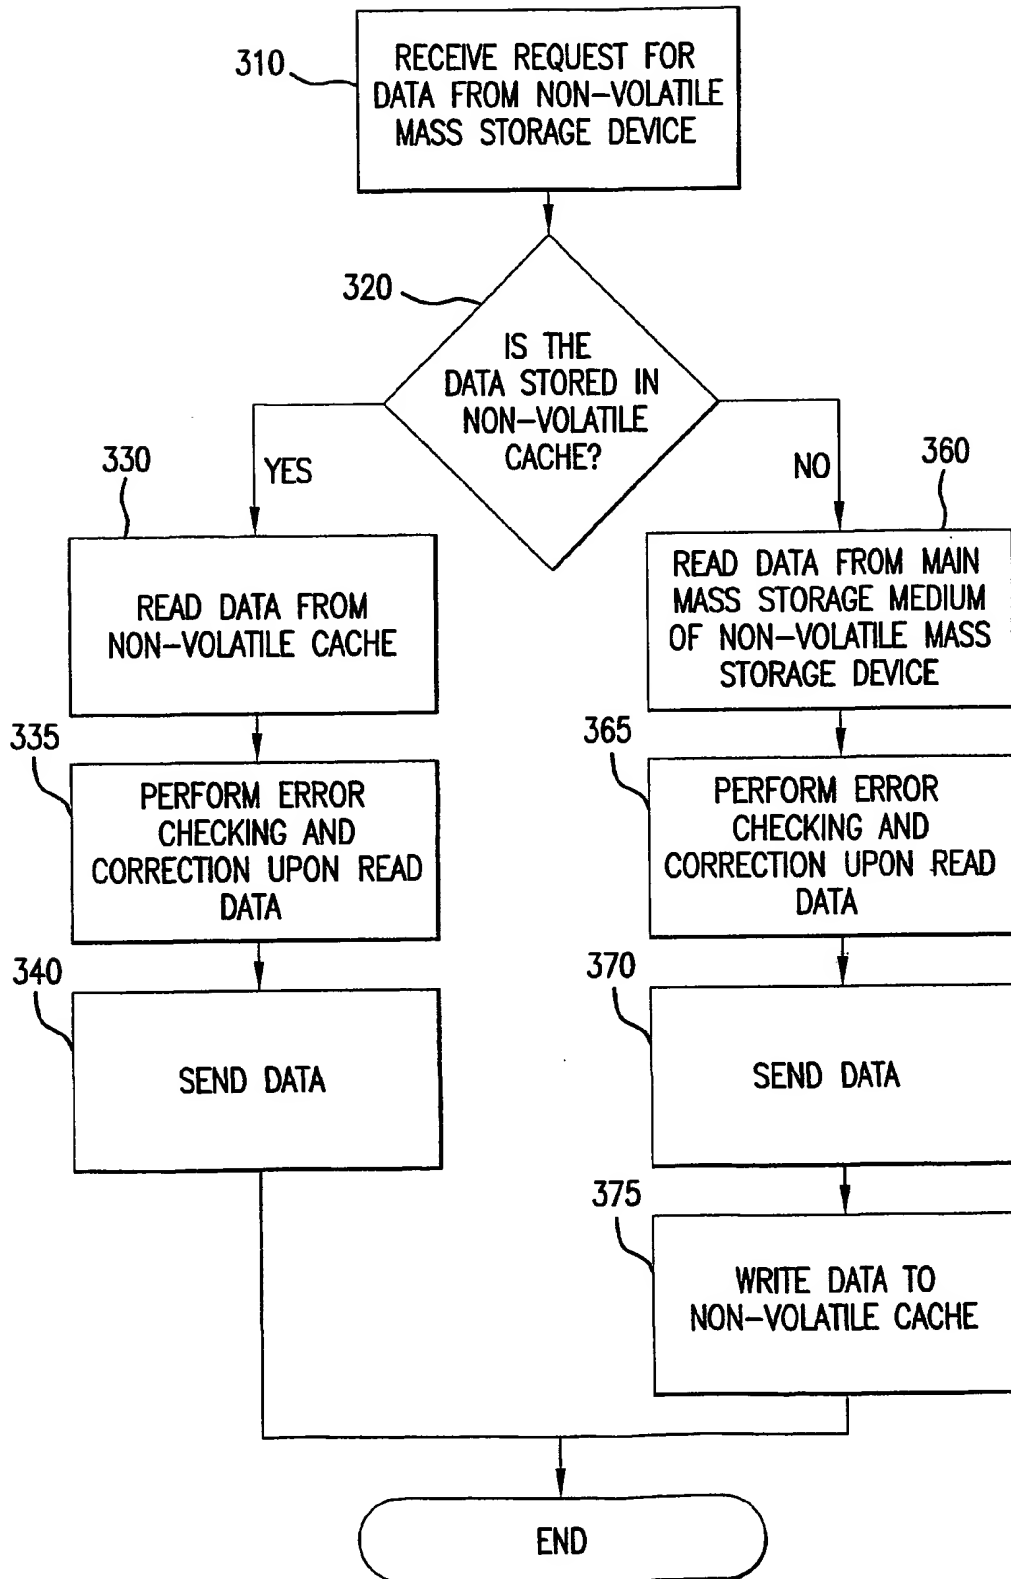 310
RECEIVE REQUEST FOR
DATA FROM NON-VOLATILE
MASS STORAGE DEVICE
320
IS THE
DATA STORED IN
NON-VOLATILE
CACHE?
YES
NO
330
READ DATA FROM
NON-VOLATILE CACHE
360
READ DATA FROM MAIN
MASS STORAGE MEDIUM
OF NON-VOLATILE MASS
STORAGE DEVICE
335
PERFORM ERROR
CHECKING AND
CORRECTION UPON READ
DATA
365
PERFORM ERROR
CHECKING AND
CORRECTION UPON READ
DATA
340
SEND DATA
370
SEND DATA
375
WRITE DATA TO
NON-VOLATILE CACHE
END